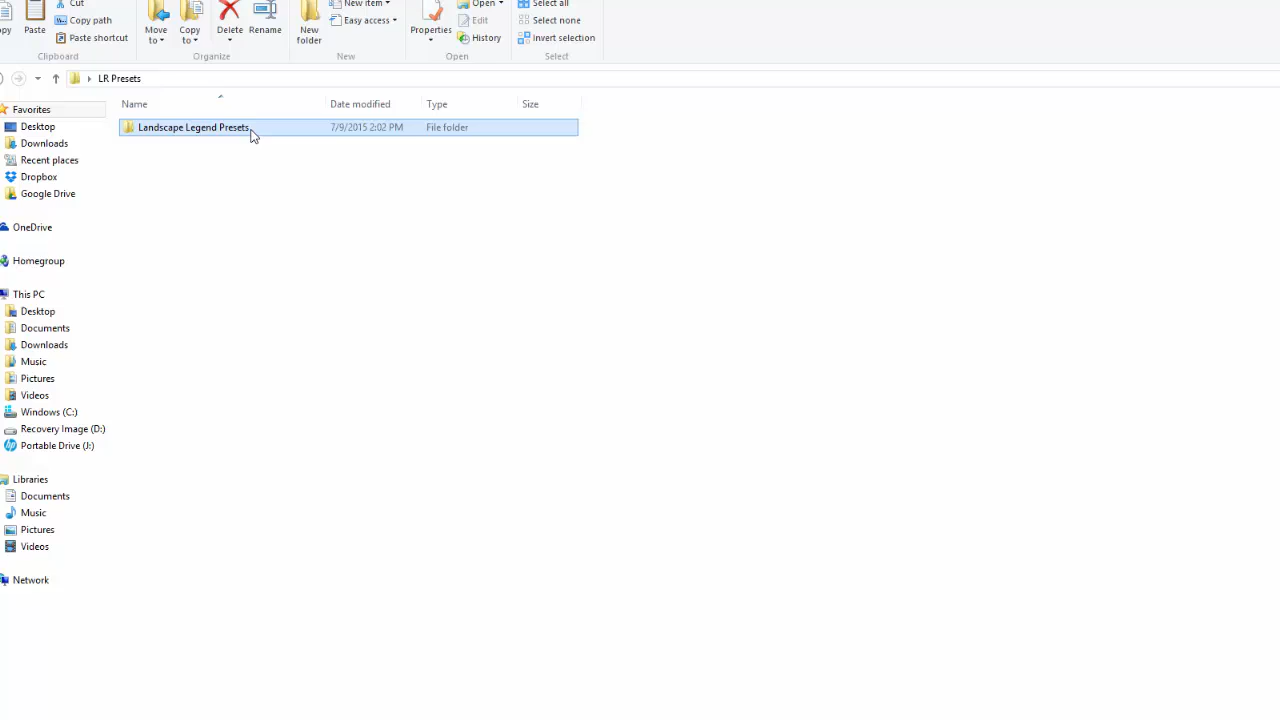 Cut
New item
Open
Select all
Copy path
Easy access
Edit
Select none
Paste
Paste shortcut
Move to
Copy to
Delete
Rename
New folder
Properties
History
Invert selection
Clipboard
Organize
New
Open
Select
LR Presets
Name
Date modified
Type
Size
Landscape Legend Presets
7/9/2015 2:02 PM
File folder
Favorites
Desktop
Downloads
Recent places
Dropbox
Google Drive
OneDrive
Homegroup
This PC
Desktop
Documents
Downloads
Music
Pictures
Videos
Windows (C:)
Recovery Image (D:)
Portable Drive (J:)
Libraries
Documents
Music
Pictures
Videos
Network